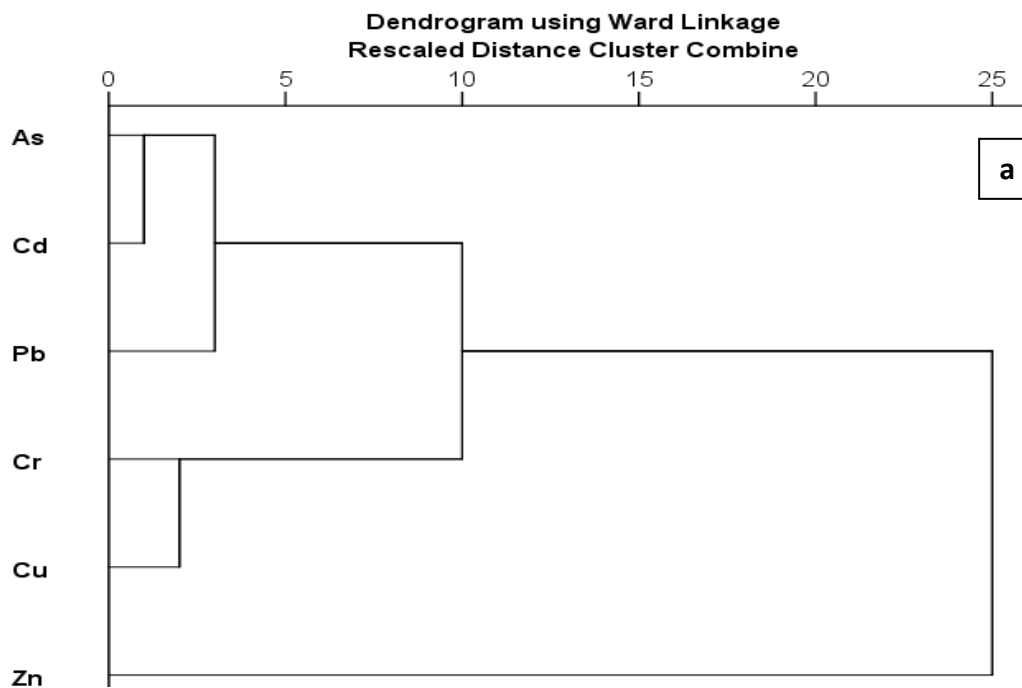 Dendrogram using Ward Linkage
Rescaled Distance Cluster Combine
0 5 10 15 20 25
As
a
Cd
Pb
Cr
Cu
Zn